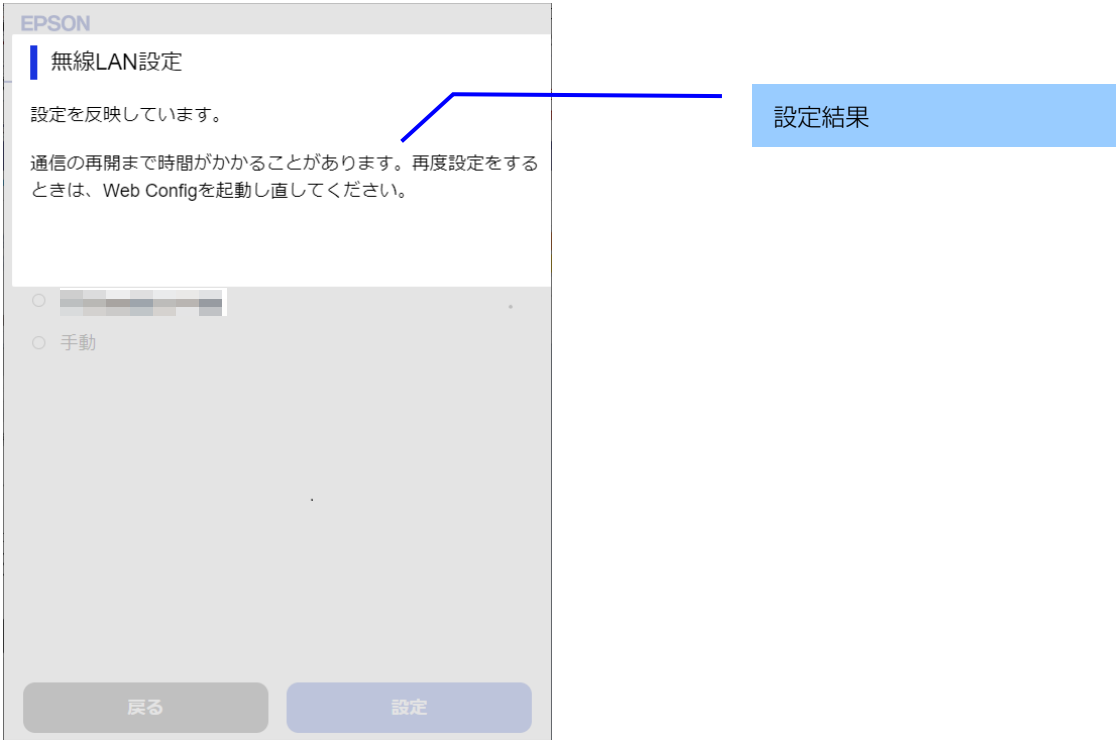 EPSON
無線LAN設定
設定を反映しています。
通信の再開まで時間がかかることがあります。再度設定をする
ときは、Web Configを起動し直してください。
設定結果
手動
戻る
設定